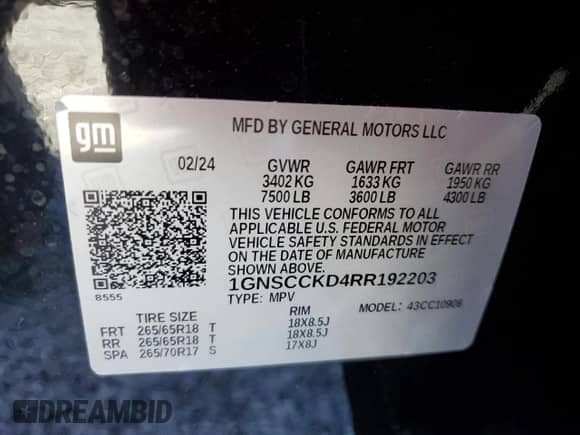 gm
MFD BY GENERAL MOTORS LLC
02/24 GVWR GAWR FRT GAWR RR
3402 KG 1633 KG 1950 KG
7500 LB 3600 LB 4300 LB
THIS VEHICLE CONFORMS TO ALL
APPLICABLE U.S. FEDERAL MOTOR
VEHICLE SAFETY STANDARDS IN EFFECT
ON THE DATE OF MANUFACTURE
SHOWN ABOVE.
8555
1GNSCCKD4RR192203
TYPE: MPV MODEL: 43CC10906
TIRE SIZE RIM
FRT 265/65R18 T 18X8.5J
RR 265/65R18 T 18X8.5J
SPA 265/70R17 S 17X8J
DREAMBID